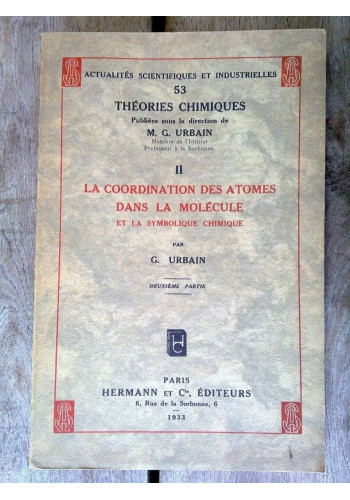 ACTUALITÉS SCIENTIFIQUES ET INDUSTRIELLES
53
THÉORIES CHIMIQUES
Publiées sous la direction de
M. G. URBAIN
Membre de l'Institut
Professeur à la Sorbonne
II
LA COORDINATION DES ATOMES
DANS LA MOLÉCULE
ET LA SYMBOLIQUE CHIMIQUE
PAR
G. URBAIN
DEUXIÈME PARTIE
HC
PARIS
HERMANN ET Cie, ÉDITEURS
6, Rue de la Sorbonne, 6
1933